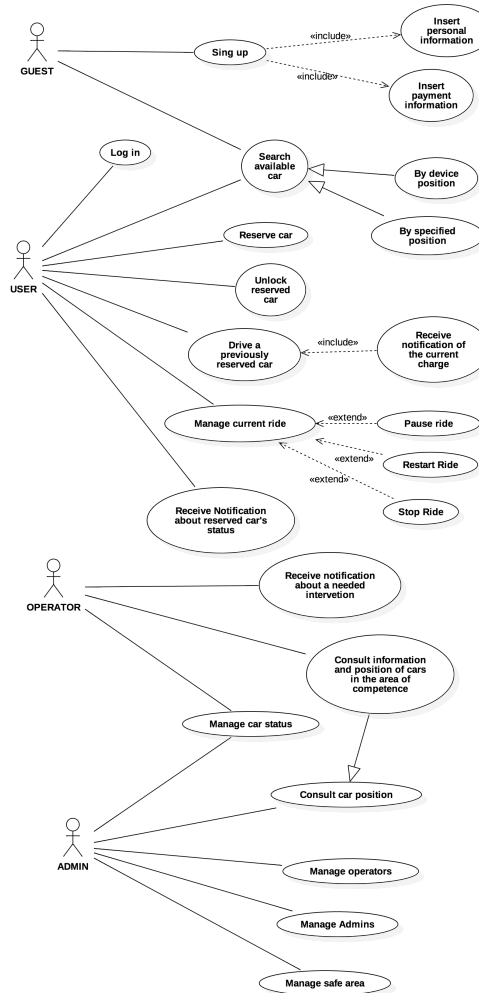 Insert
personal
information
Sing up
«include»
«include»
GUEST
Insert
payment
information
Log in
Search
available
car
By device
position
By specified
position
Reserve car
USER
Unlock
reserved
car
Drive a
previously
reserved car
«include»
Receive
notification of
the current
charge
Manage current ride
«extend»
Pause ride
«extend»
Restart Ride
«extend»
Stop Ride
Receive Notification
about reserved car's
status
OPERATOR
Receive notification
about a needed
intervetion
Consult information
and position of cars
in the area of
competence
Manage car status
Consult car position
ADMIN
Manage operators
Manage Admins
Manage safe area